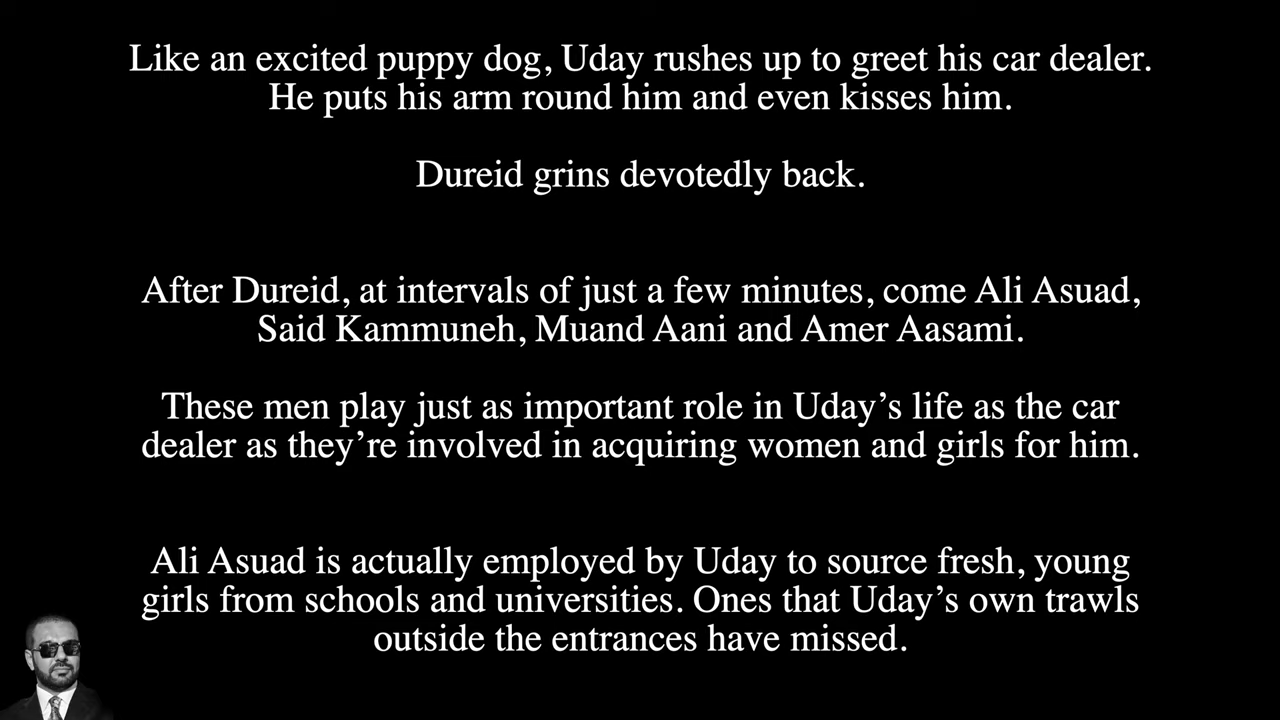 Like an excited puppy dog, Uday rushes up to greet his car dealer.
He puts his arm round him and even kisses him.
Dureid grins devotedly back.
After Dureid, at intervals of just a few minutes, come Ali Asuad,
Said Kammuneh, Muand Aani and Amer Aasami.
These men play just as important role in Uday’s life as the car
dealer as they’re involved in acquiring women and girls for him.
Ali Asuad is actually employed by Uday to source fresh, young
girls from schools and universities. Ones that Uday’s own trawls
outside the entrances have missed.